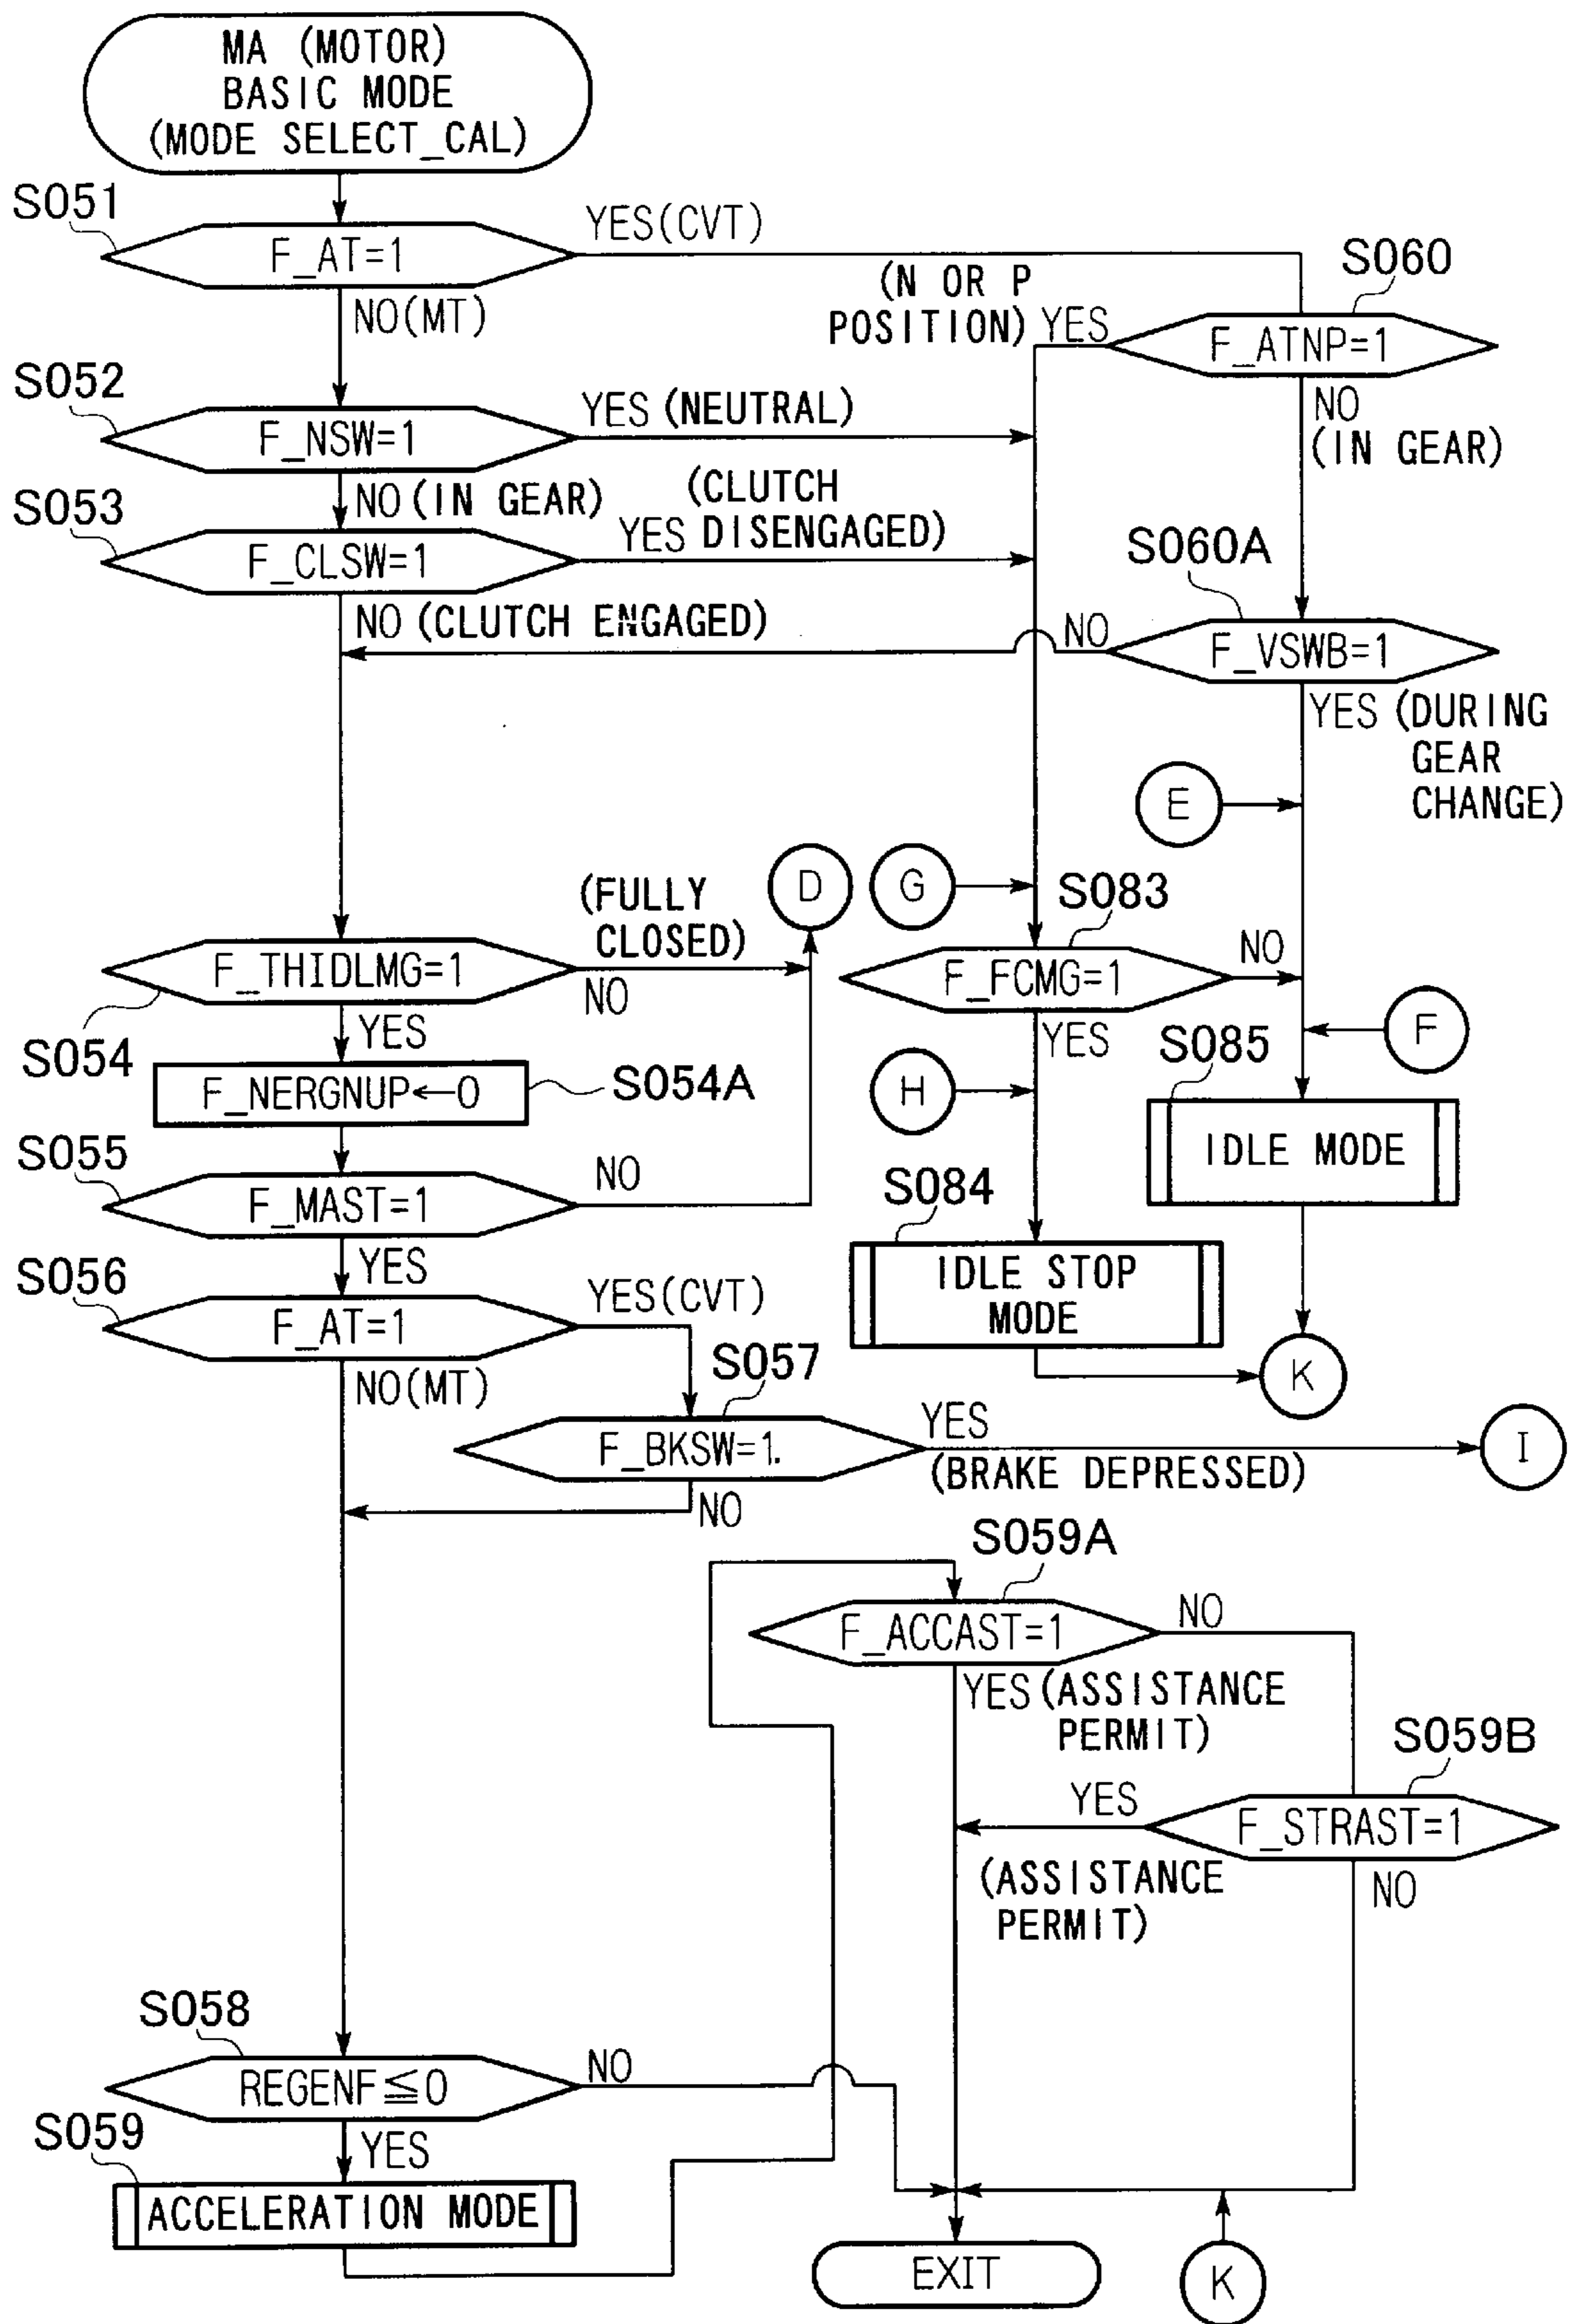 MA (MOTOR)
BASIC MODE
(MODE SELECT_CAL)
S051
F_AT=1
YES(CVT)
NO(MT)
(N OR P
POSITION) YES
S060
F_ATNP=1
NO
(IN GEAR)
S052
F_NSW=1
YES (NEUTRAL)
NO (IN GEAR)
S053
F_CLSW=1
(CLUTCH
YES DISENGAGED)
NO (CLUTCH ENGAGED)
S060A
F_VSWB=1
NO
YES (DURING
GEAR
CHANGE)
E
D
G
(FULLY
CLOSED)
F_THIDLMG=1
NO
S054
YES
S083
F_FCMG=1
NO
YES
F
H
F_NERGNUP←0
S054A
S085
IDLE MODE
S055
F_MAST=1
NO
YES
S084
IDLE STOP
MODE
K
S056
F_AT=1
YES(CVT)
NO(MT)
S057
F_BKSW=1.
YES
(BRAKE DEPRESSED)
I
NO
S059A
F_ACCAST=1
NO
YES (ASSISTANCE
PERMIT)
S059B
F_STRAST=1
YES
(ASSISTANCE
PERMIT)
NO
S058
REGENF≦0
NO
YES
S059
ACCELERATION MODE
EXIT
K